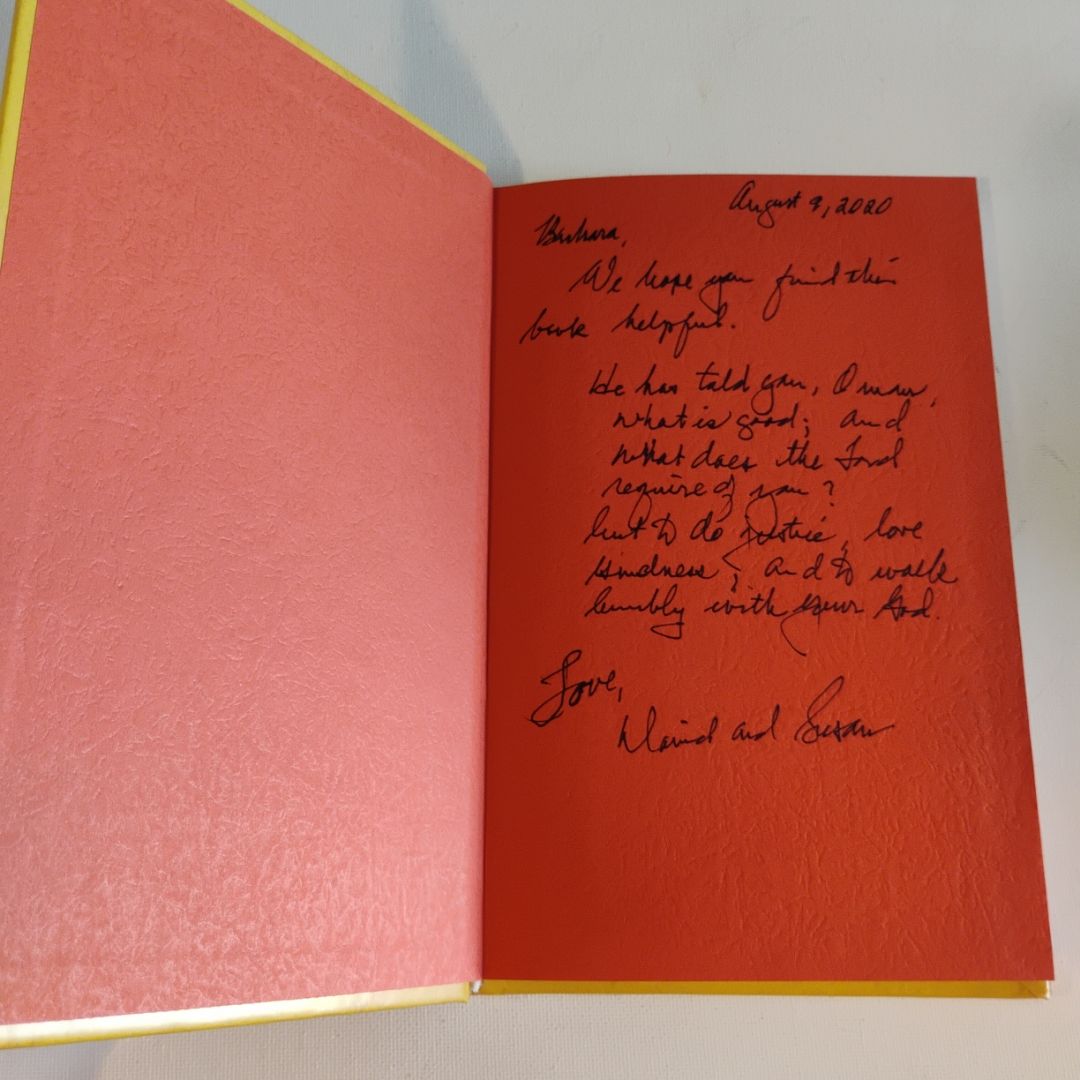 August 9, 2020
Barbara,
We hope you find this
book helpful.
He has told you, O man,
what is good; and
what does the Lord
require of you?
but to do justice, love
kindness, and to walk
humbly with your God.
Love,
David and Susan